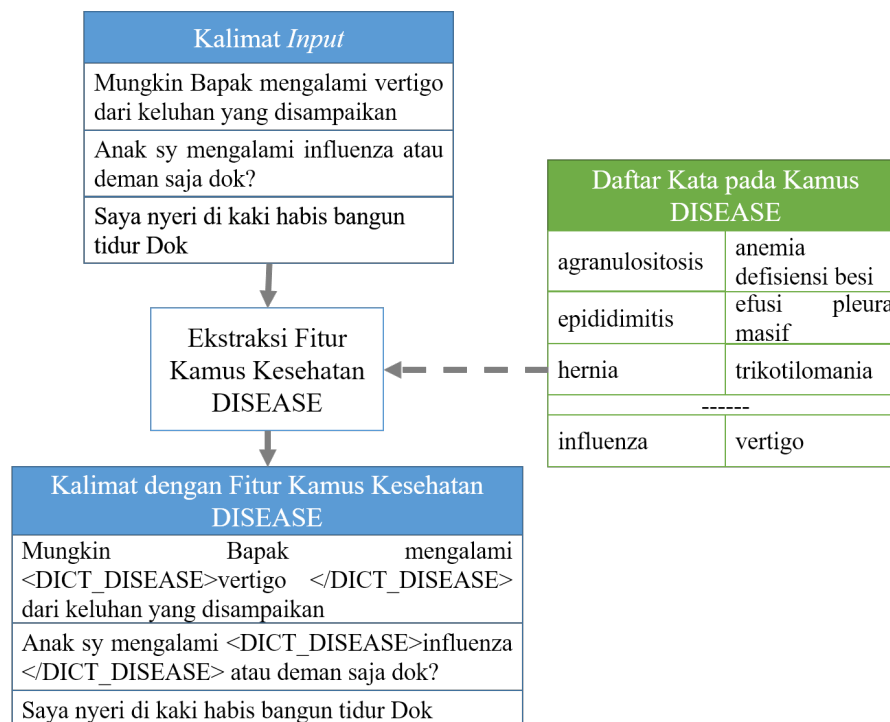 Kalimat Input
Mungkin Bapak mengalami vertigo
dari keluhan yang disampaikan
Anak sy mengalami influenza atau
deman saja dok?
Saya nyeri di kaki habis bangun
tidur Dok
Daftar Kata pada Kamus
DISEASE
agranulositosis
anemia
defisiensi besi
epididimitis
efusi pleura
masif
hernia
trikotilomania
------
influenza
vertigo
Ekstraksi Fitur
Kamus Kesehatan
DISEASE
Kalimat dengan Fitur Kamus Kesehatan
DISEASE
Mungkin Bapak mengalami
<DICT_DISEASE>vertigo </DICT_DISEASE>
dari keluhan yang disampaikan
Anak sy mengalami <DICT_DISEASE>influenza
</DICT_DISEASE> atau deman saja dok?
Saya nyeri di kaki habis bangun tidur Dok